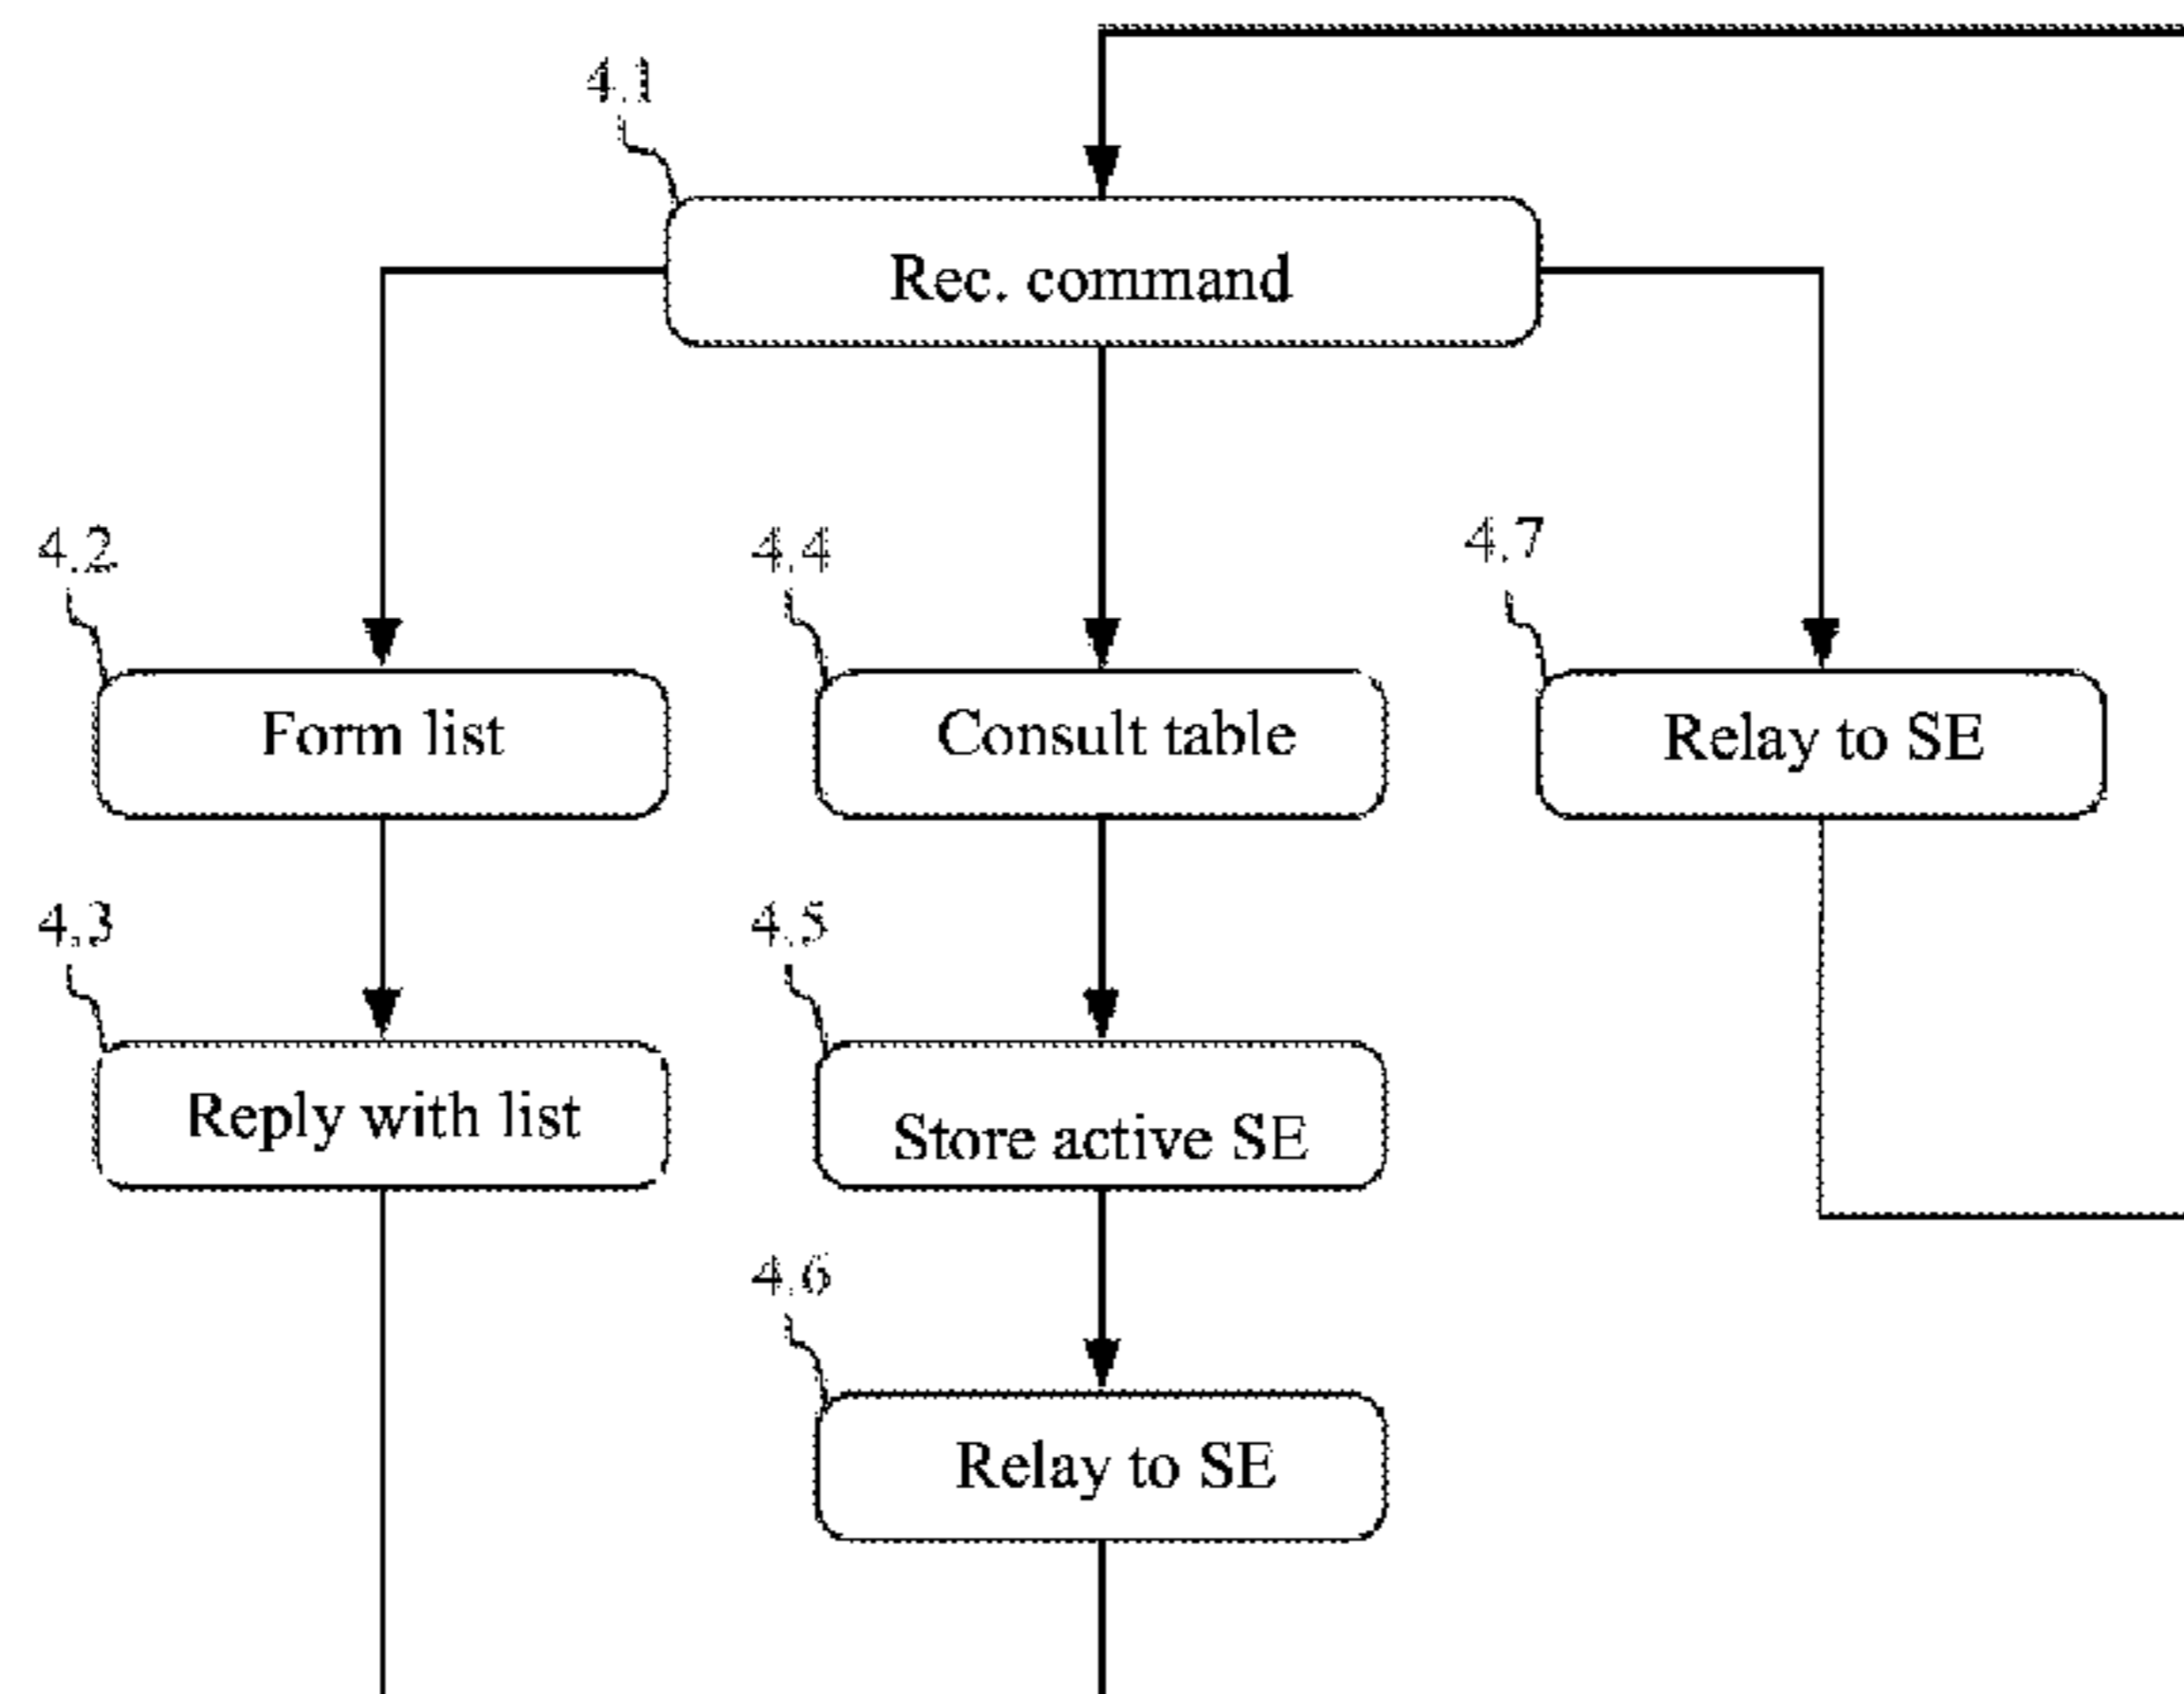 4.1
Rec. command
4.2
4.4
4.7
Form list
Consult table
Relay to SE
4.3
4.5
Reply with list
Store active SE
4.6
Relay to SE